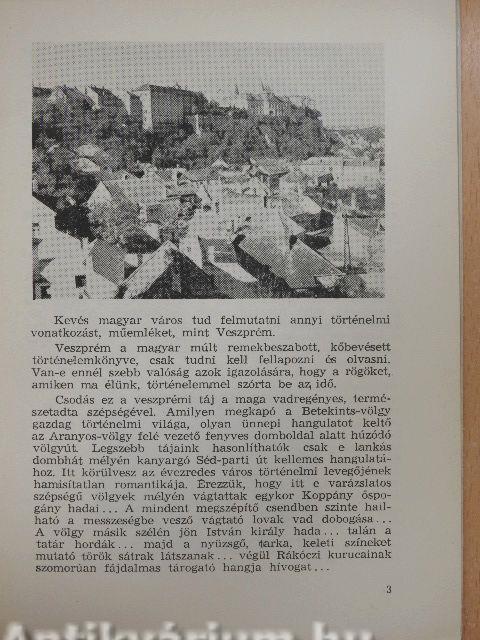 Kevés magyar város tud felmutatni annyi történelmi
vonatkozást, műemléket, mint Veszprém.
Veszprém a magyar múlt remekbeszabott, kőbevésett
történelemkönyve, csak tudni kell fellapozni és olvasni.
Van-e ennél szebb valóság azok igazolására, hogy a rögöket,
amiken ma élünk, történelemmel szórta be az idő.
Csodás ez a veszprémi táj a maga vadregényes, termé-
szetadta szépségével. Amilyen megkapó a Betekints-völgy
gazdag történelmi világa, olyan ünnepi hangulatot keltő
az Aranyos-völgy felé vezető fenyves domboldal alatt húzódó
völgyút. Legszebb tájaink hasonlíthatók csak e lankás
dombhát mélyén kanyargó Séd-parti út kellemes hangulatá-
hoz. Itt körülvesz az évezredes város történelmi levegőjének
hamisítatlan romantikája. Érezzük, hogy itt e varázslatos
szépségű völgyek mélyén vágtattak egykor Koppány őspo-
gány hadai... A mindent megszépítő csendben szinte hall-
ható a messzeségbe vesző vágtató lovak vad dobogása...
A völgy másik szélén jön István király hada... talán a
tatár hordák... majd a nyüzsgő, tarka, keleti színeket
mutató török sátrak látszanak... végül Rákóczi kurucainak
szomorúan fájdalmas tárogató hangja hívogat...
3
Antikvárium.hu